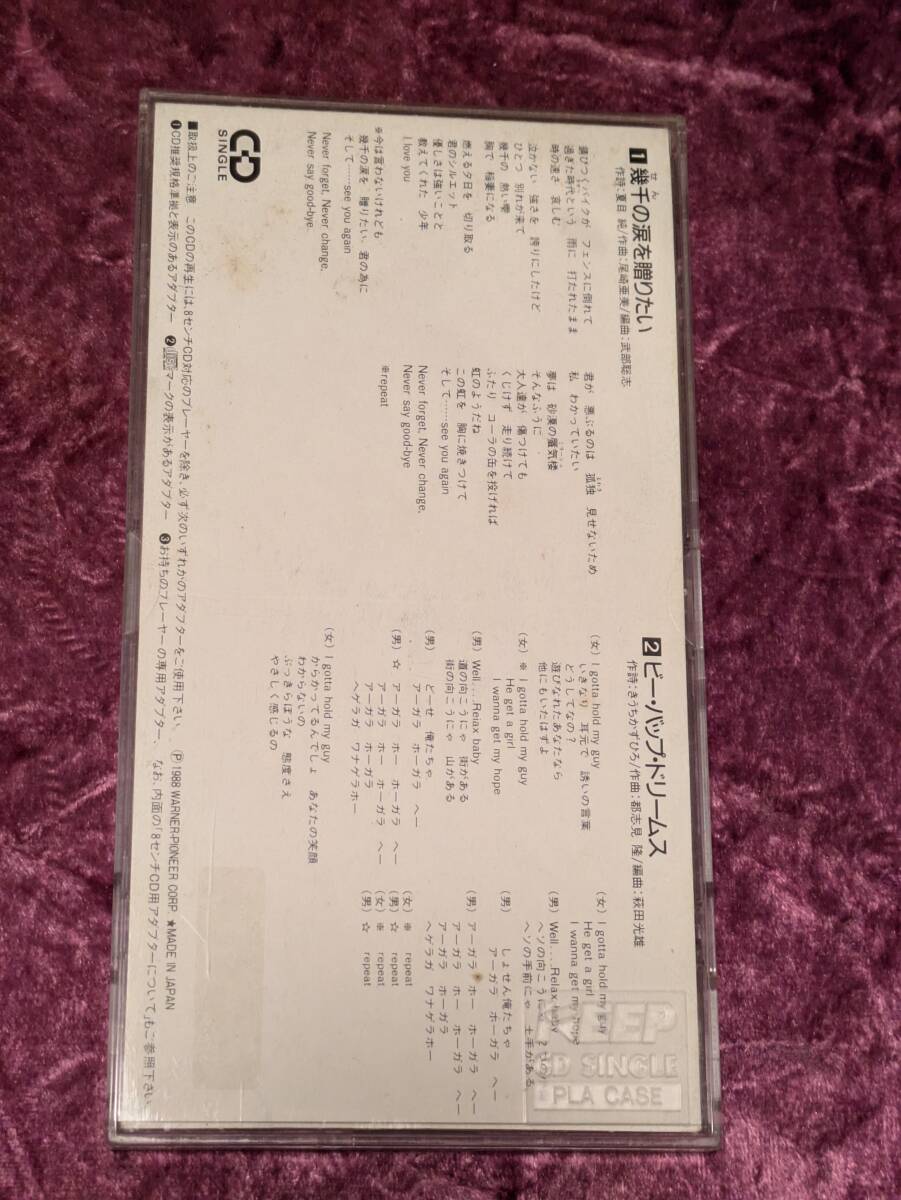 1 幾千の涙を贈りたい
せん
作詩:夏目 純/作曲:尾崎亜美/編曲:武部聡志
錆びつくバイクが フェンスに倒れて
過ぎた時代という 雨に 打たれたまま
時の速さ 哀しむ
泣かない 強さを 誇りにしたけど
ひとつ 別れが来て
幾千の 熱い雫
胸で 稲妻になる
燃える夕日を 切り取る
君のシルエット
優しさは強いことと
教えてくれた 少年
I love you
※今は言わないけれども
幾千の涙を 贈りたい、君の為に
そして……see you again
Never forget, Never change,
Never say good-bye.
君が 悪ぶるのは 孤独 見せないため
私 わかっていたい
夢は 砂漠の蜃気楼
そんなふうに
大人達が 傷つけても
くじけず 走り続けて
ふたり コーラの缶を投げれば
虹のようだね
この虹を 胸に焼きつけて
そして……see you again
Never forget, Never change,
Never say good-bye
※repeat
2 ビー・バップ・ドリームス
作詩:きうちかずひろ/作曲:都志見 隆/編曲:萩田光雄
(女) I gotta hold my guy
いきなり 耳元で 誘いの言葉
どうしてなの?
遊びなれたあなたなら
他にもいたはずよ
(女) ※ I gotta hold my guy
He get a girl
I wanna get my hope
(男) Well....Relax baby
道の向こうにゃ 街がある
街の向こうにゃ 山がある
(男) どーせ 俺たちゃ
アーガラ ホーガラ ヘー
(男) ☆ アーガラ ホー ホーガラ ヘー
アーガラ ホー ホーガラ ヘー
アーガラ ホーガラ
ヘゲラガ ワナゲラホー
(女) I gotta hold my guy
からかってるんでしょ あなたの笑顔
わからないの
ぶっきらぼうな 態度さえ
やさしく感じるの
(女) I gotta hold my guy
He get a girl
I wanna get my hope
(男) Well....Relax baby
ヘソの向こうにゃ
ヘソの手前にゃ 土手がある
(男) しょせん俺たちゃ
アーガラ ホーガラ ヘー
(男) アーガラ ホー ホーガラ ヘー
アーガラ ホー ホーガラ ヘー
アーガラ ホーガラ
ヘゲラガ ワナゲラホー
(女) ※ repeat
(男) ☆ repeat
(女) ※ repeat
(男) ☆ repeat
CD
SINGLE
■取扱上のご注意 このCDの再生には、8センチCD対応のプレーヤーを除き、必ず次のいずれかのアダプターをご使用下さい。 Ⓟ1988 WARNER-PIONEER CORP. ★MADE IN JAPAN
❶CD推奨規格準拠と表示のあるアダプター ❷マークの表示があるアダプター ❸お持ちのプレーヤーの専用アダプター、なお、内面の「8センチCD用アダプターについて」もご参照下さい
KEEP
CD SINGLE
PLA CASE